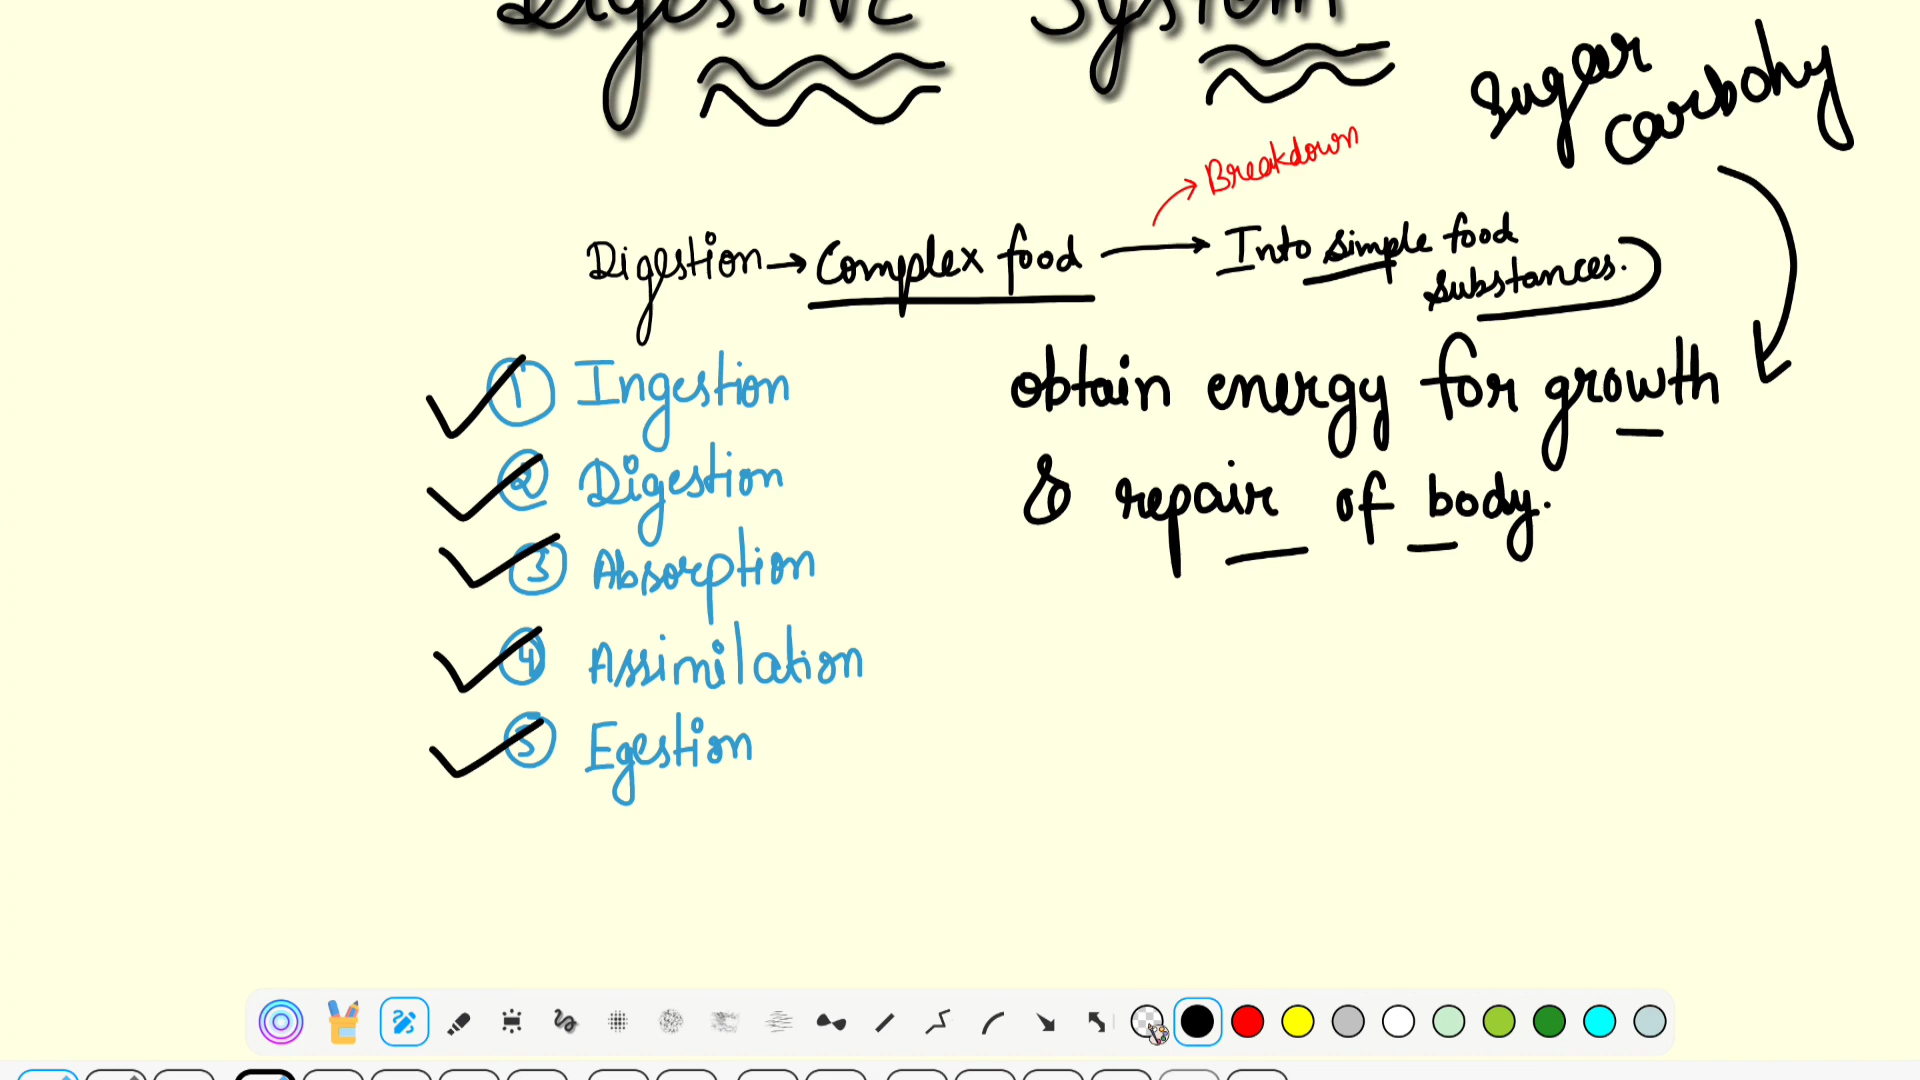 Digestive System
Sugar
carbohy
Breakdown
Digestion → Complex food → Into simple food
substances.
① Ingestion
② Digestion
③ Absorption
④ Assimilation
⑤ Egestion
obtain energy for growth
& repair of body.